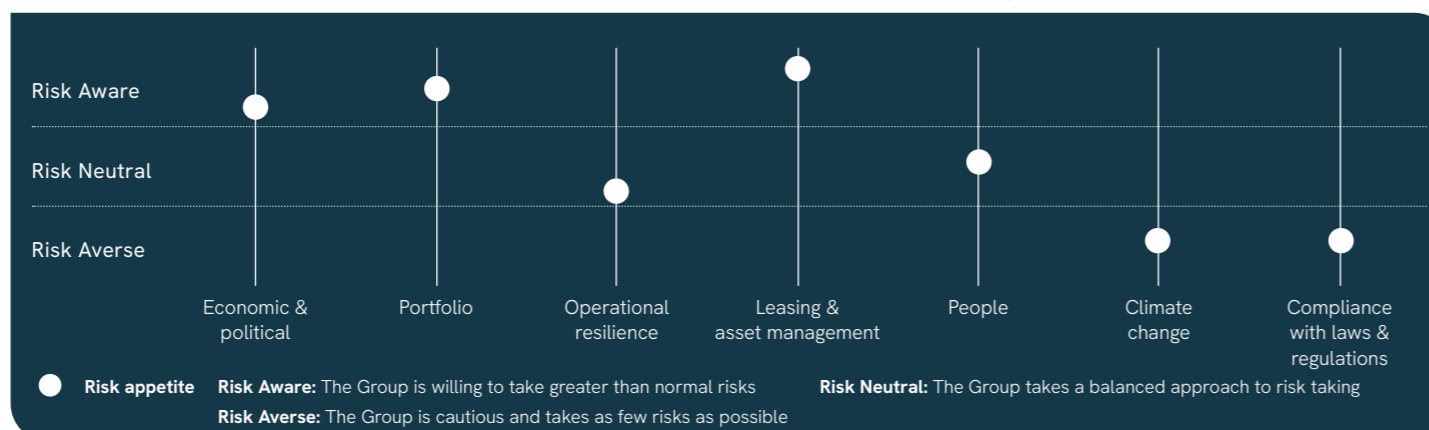 Risk Aware
Risk Neutral
Risk Averse
Economic &
political
Portfolio
Operational
resilience
Leasing &
asset management
People
Climate
change
Compliance
with laws &
regulations
Risk appetite
Risk Aware: The Group is willing to take greater than normal risks
Risk Neutral: The Group takes a balanced approach to risk taking
Risk Averse: The Group is cautious and takes as few risks as possible